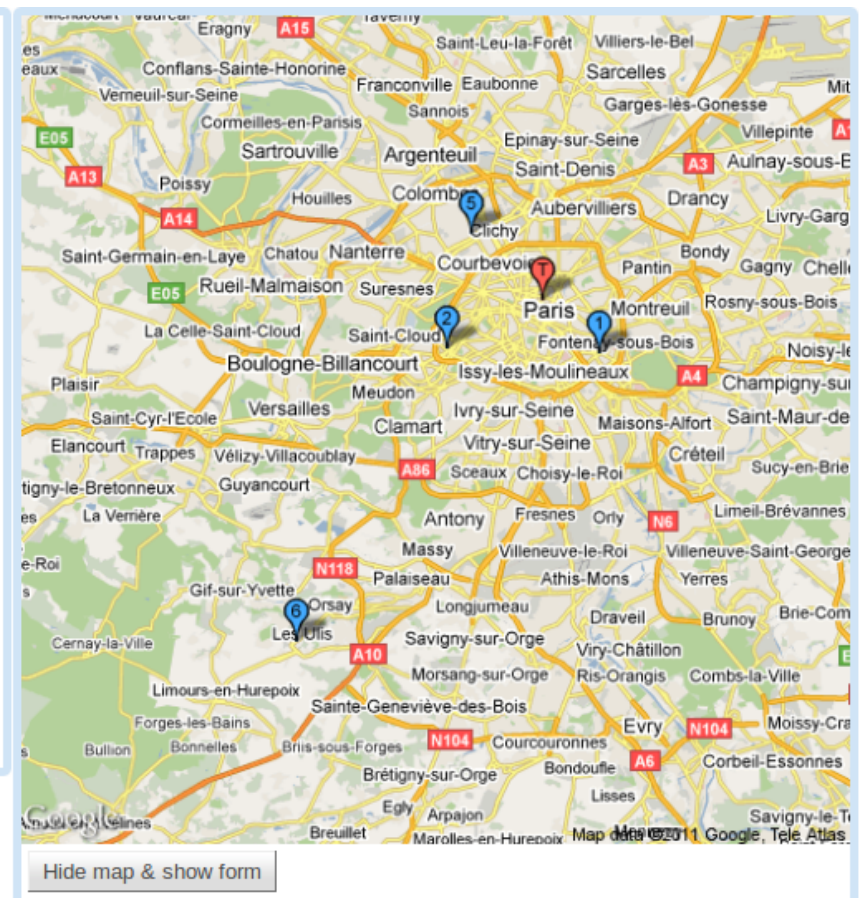 Eragny
A15
Taverny
Saint-Leu-la-Forêt
Villiers-le-Bel
Conflans-Sainte-Honorine
Sarcelles
Franconville
Eaubonne
Verneuil-sur-Seine
Sannois
Garges-lès-Gonesse
Cormeilles-en-Parisis
Villepinte
E05
Sartrouville
Argenteuil
Epinay-sur-Seine
Saint-Denis
A3
Aulnay-sous-B
A13
Poissy
Houilles
Colombes
5
Aubervilliers
Drancy
A14
Clichy
Livry-Garg
Saint-Germain-en-Laye
Chatou
Nanterre
Courbevoie
T
Pantin
Bondy
Gagny
Chelle
E05
Rueil-Malmaison
Suresnes
Paris
Montreuil
Rosny-sous-Bois
La Celle-Saint-Cloud
Saint-Cloud
2
1
Fontenay-sous-Bois
Noisy-le
Boulogne-Billancourt
Issy-les-Moulineaux
A4
Champigny-sur
Plaisir
Meudon
Saint-Cyr-l'Ecole
Versailles
Clamart
Ivry-sur-Seine
Maisons-Alfort
Saint-Maur-de
Elancourt
Trappes
Vélizy-Villacoublay
Vitry-sur-Seine
Créteil
A86
Sceaux
Choisy-le-Roi
Sucy-en-Brie
tigny-le-Bretonneux
Guyancourt
La Verrière
Antony
Fresnes
Orly
N6
Limeil-Brévannes
e-Roi
Massy
Villeneuve-le-Roi
Villeneuve-Saint-George
N118
Palaiseau
Athis-Mons
Yerres
Gif-sur-Yvette
6
Orsay
Longjumeau
Draveil
Brunoy
Brie-Com
Cernay-la-Ville
Les Ulis
A10
Savigny-sur-Orge
Viry-Châtillon
Morsang-sur-Orge
Ris-Orangis
Combs-la-Ville
Limours-en-Hurepoix
Sainte-Geneviève-des-Bois
Forges-les-Bains
Evry
N104
Moissy-Cra
Bullion
Bonnelles
Briis-sous-Forges
N104
Courcouronnes
A6
Corbeil-Essonnes
Brétigny-sur-Orge
Bondoufle
Lisses
Egly
Arpajon
Savigny-le-T
Google
Breuillet
Marolles-en-Hurepoix
Map data ©2011 Google, Tele Atlas
Hide map & show form